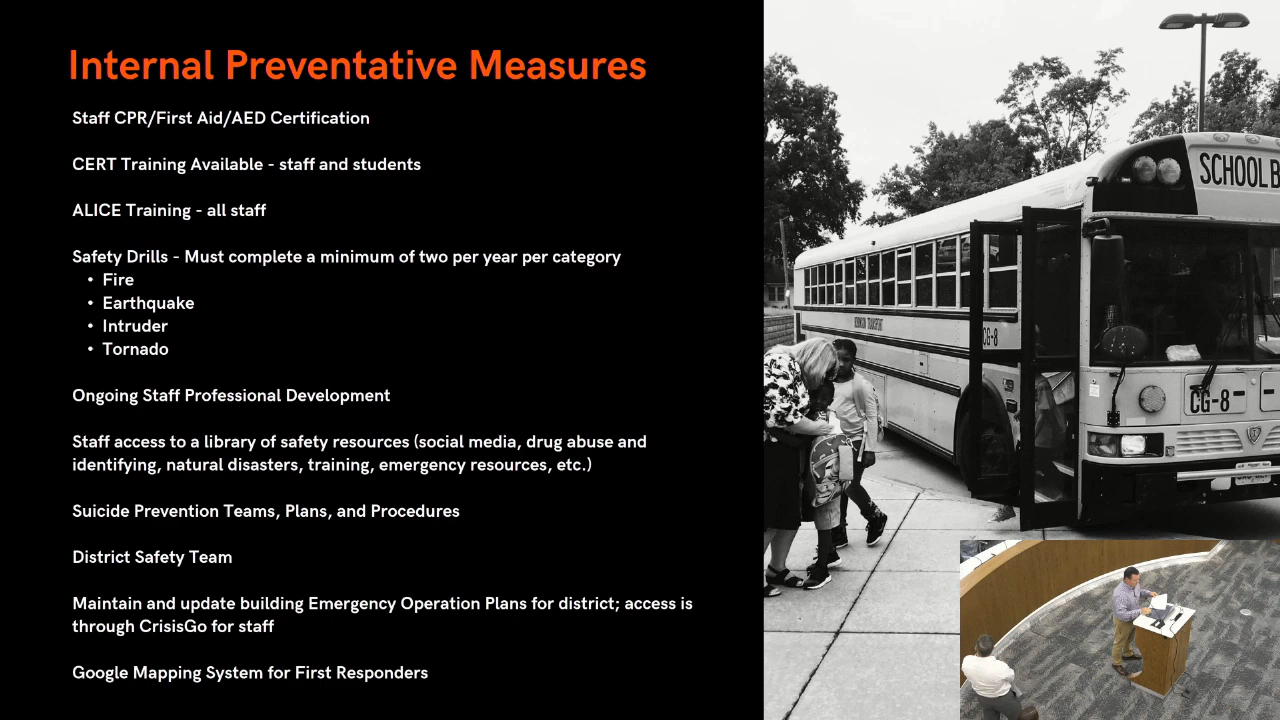 Internal Preventative Measures
Staff CPR/First Aid/AED Certification
CERT Training Available - staff and students
ALICE Training - all staff
Safety Drills - Must complete a minimum of two per year per category
• Fire
• Earthquake
• Intruder
• Tornado
Ongoing Staff Professional Development
Staff access to a library of safety resources (social media, drug abuse and
identifying, natural disasters, training, emergency resources, etc.)
Suicide Prevention Teams, Plans, and Procedures
District Safety Team
Maintain and update building Emergency Operation Plans for district; access is
through CrisisGo for staff
Google Mapping System for First Responders
SCHOOL B
CG-8
CG-8-